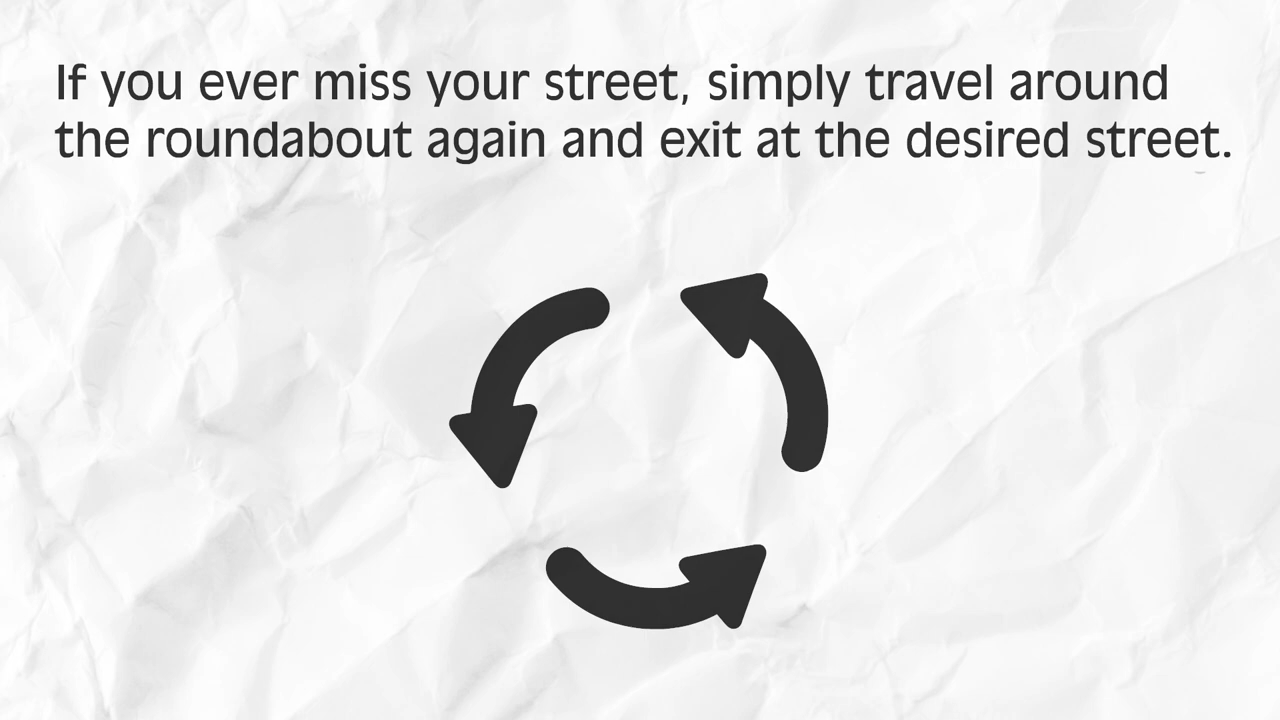 If you ever miss your street, simply travel around
the roundabout again and exit at the desired street.